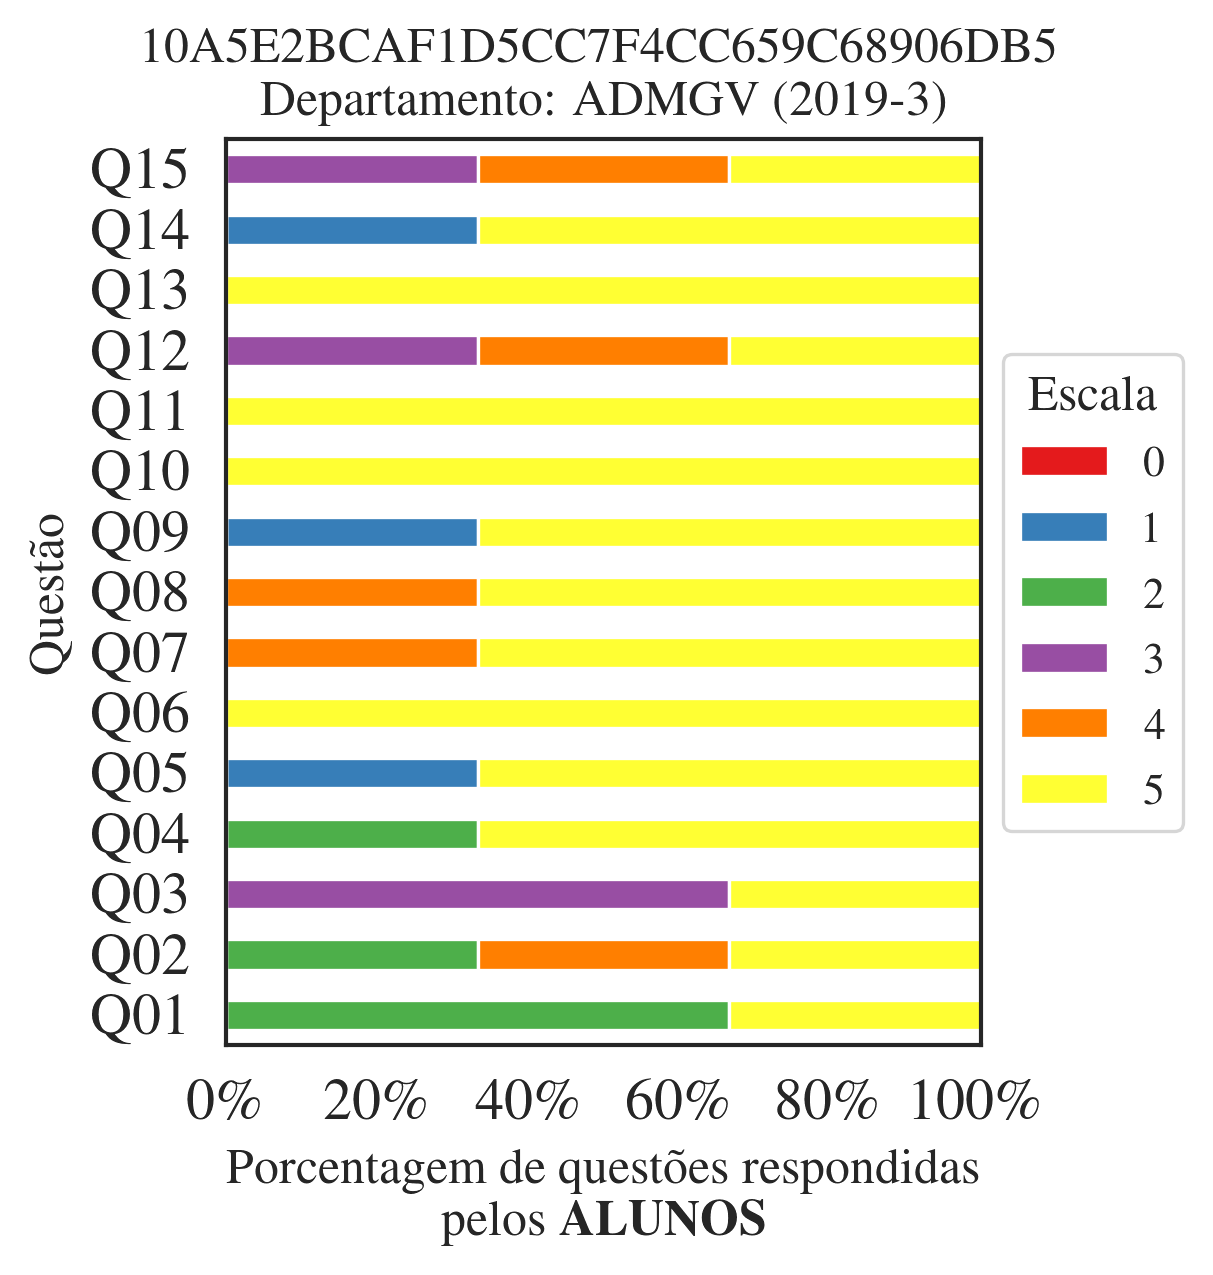 10A5E2BCAF1D5CC7F4CC659C68906DB5
Departamento: ADMGV (2019-3)
Q15
Q14
Q13
Q12
Q11
Q10
Q09
Q08
Q07
Q06
Q05
Q04
Q03
Q02
Q01
Questão
0% 20% 40% 60% 80% 100%
Porcentagem de questões respondidas
pelos ALUNOS
Escala
0
1
2
3
4
5